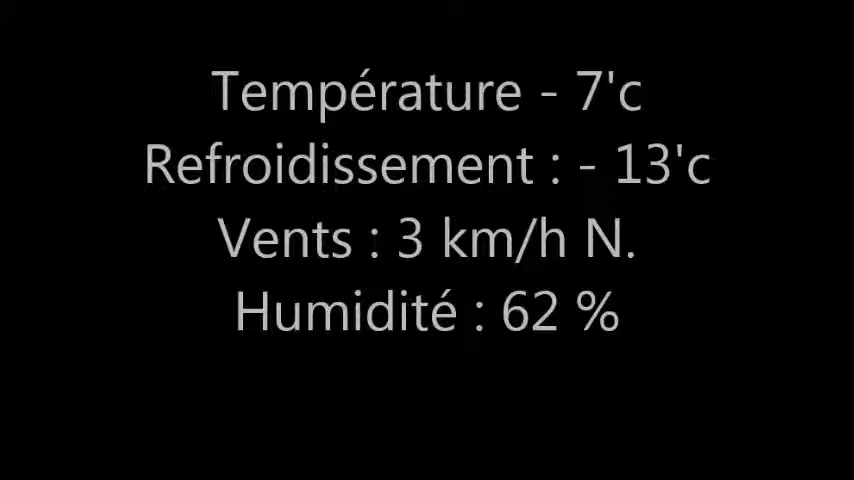 Température - 7'c
Refroidissement : - 13'c
Vents : 3 km/h N.
Humidité : 62 %